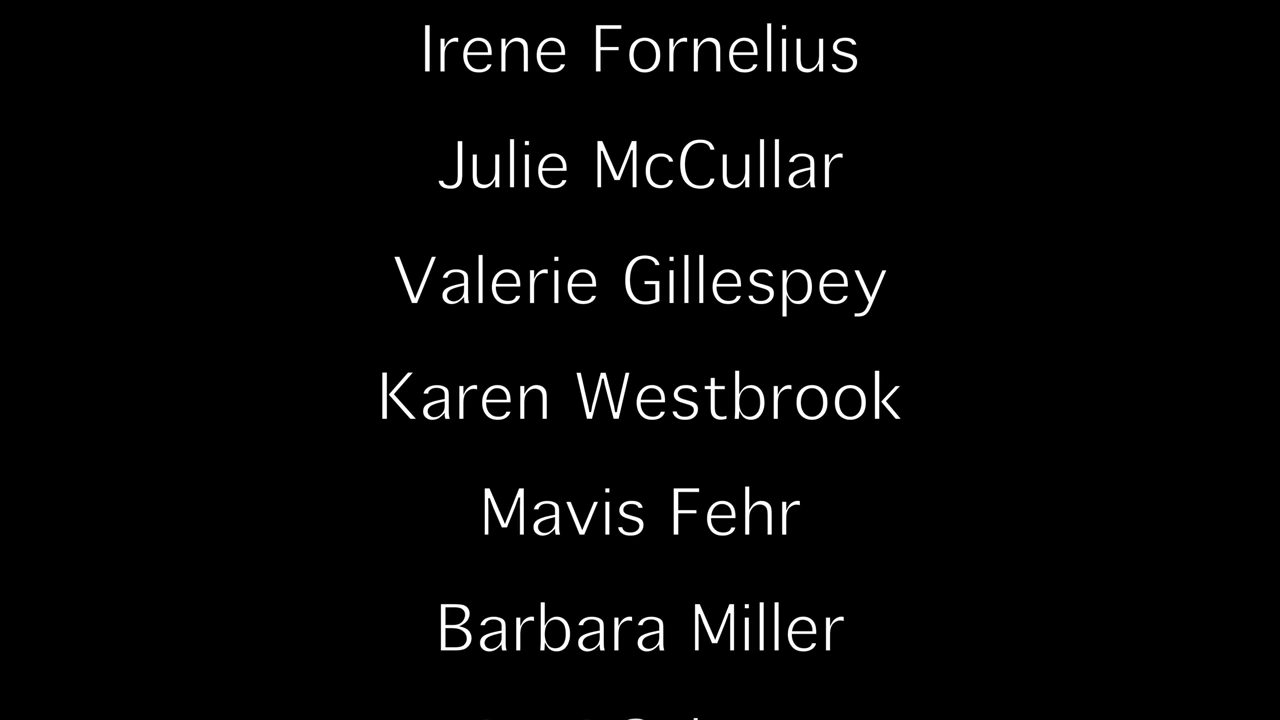 Irene Fornelius
Julie McCullar
Valerie Gillespey
Karen Westbrook
Mavis Fehr
Barbara Miller